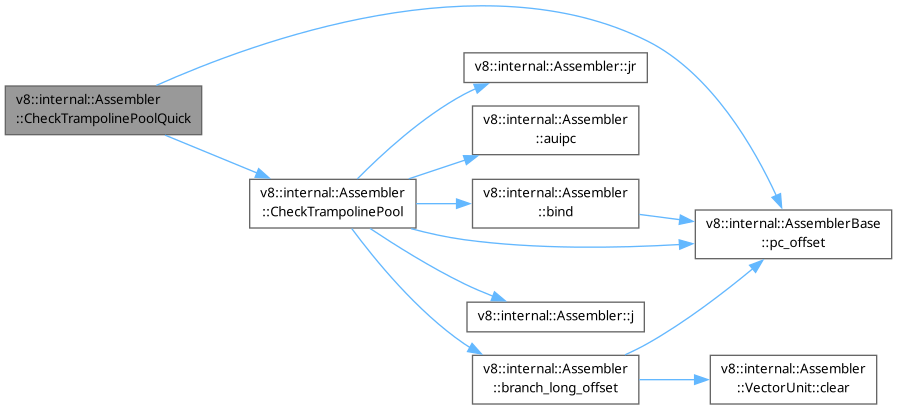 v8::internal::Assembler
::CheckTrampolinePoolQuick
v8::internal::Assembler
::CheckTrampolinePool
v8::internal::Assembler::jr
v8::internal::Assembler
::auipc
v8::internal::Assembler
::bind
v8::internal::AssemblerBase
::pc_offset
v8::internal::Assembler::j
v8::internal::Assembler
::branch_long_offset
v8::internal::Assembler
::VectorUnit::clear